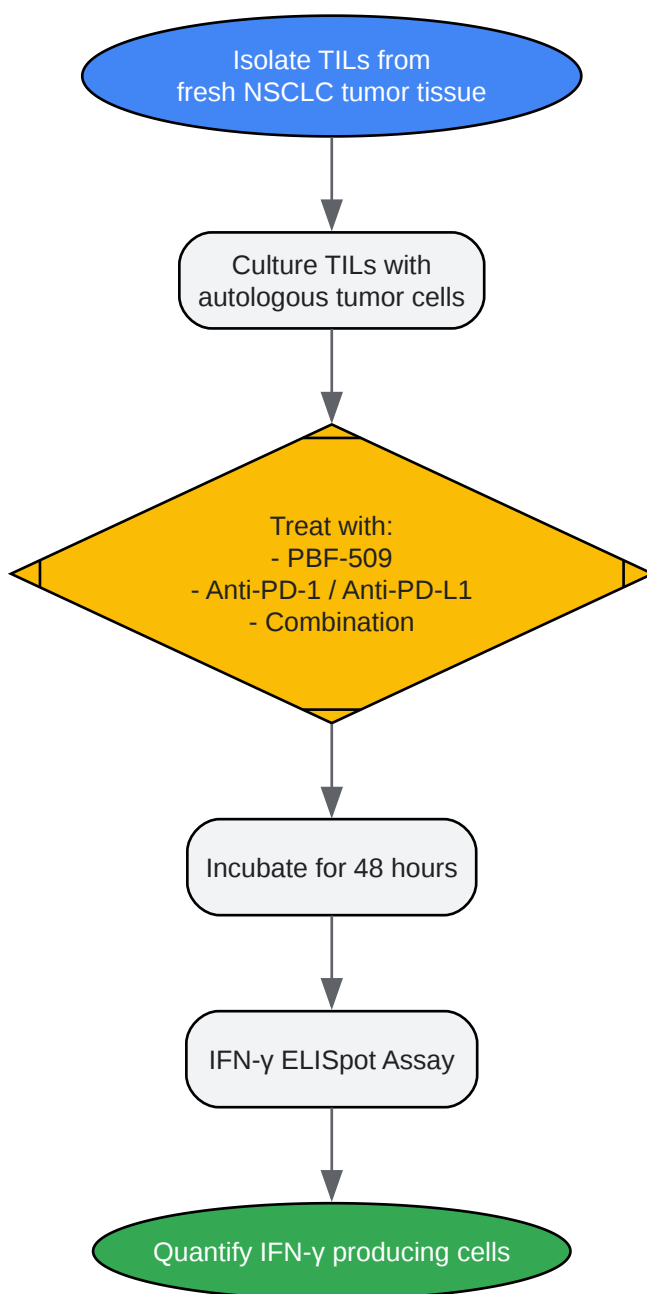 Isolate TILs from
fresh NSCLC tumor tissue
Culture TILs with
autologous tumor cells
Treat with:
- PBF-509
- Anti-PD-1 / Anti-PD-L1
- Combination
Incubate for 48 hours
IFN-γ ELISpot Assay
Quantify IFN-γ producing cells